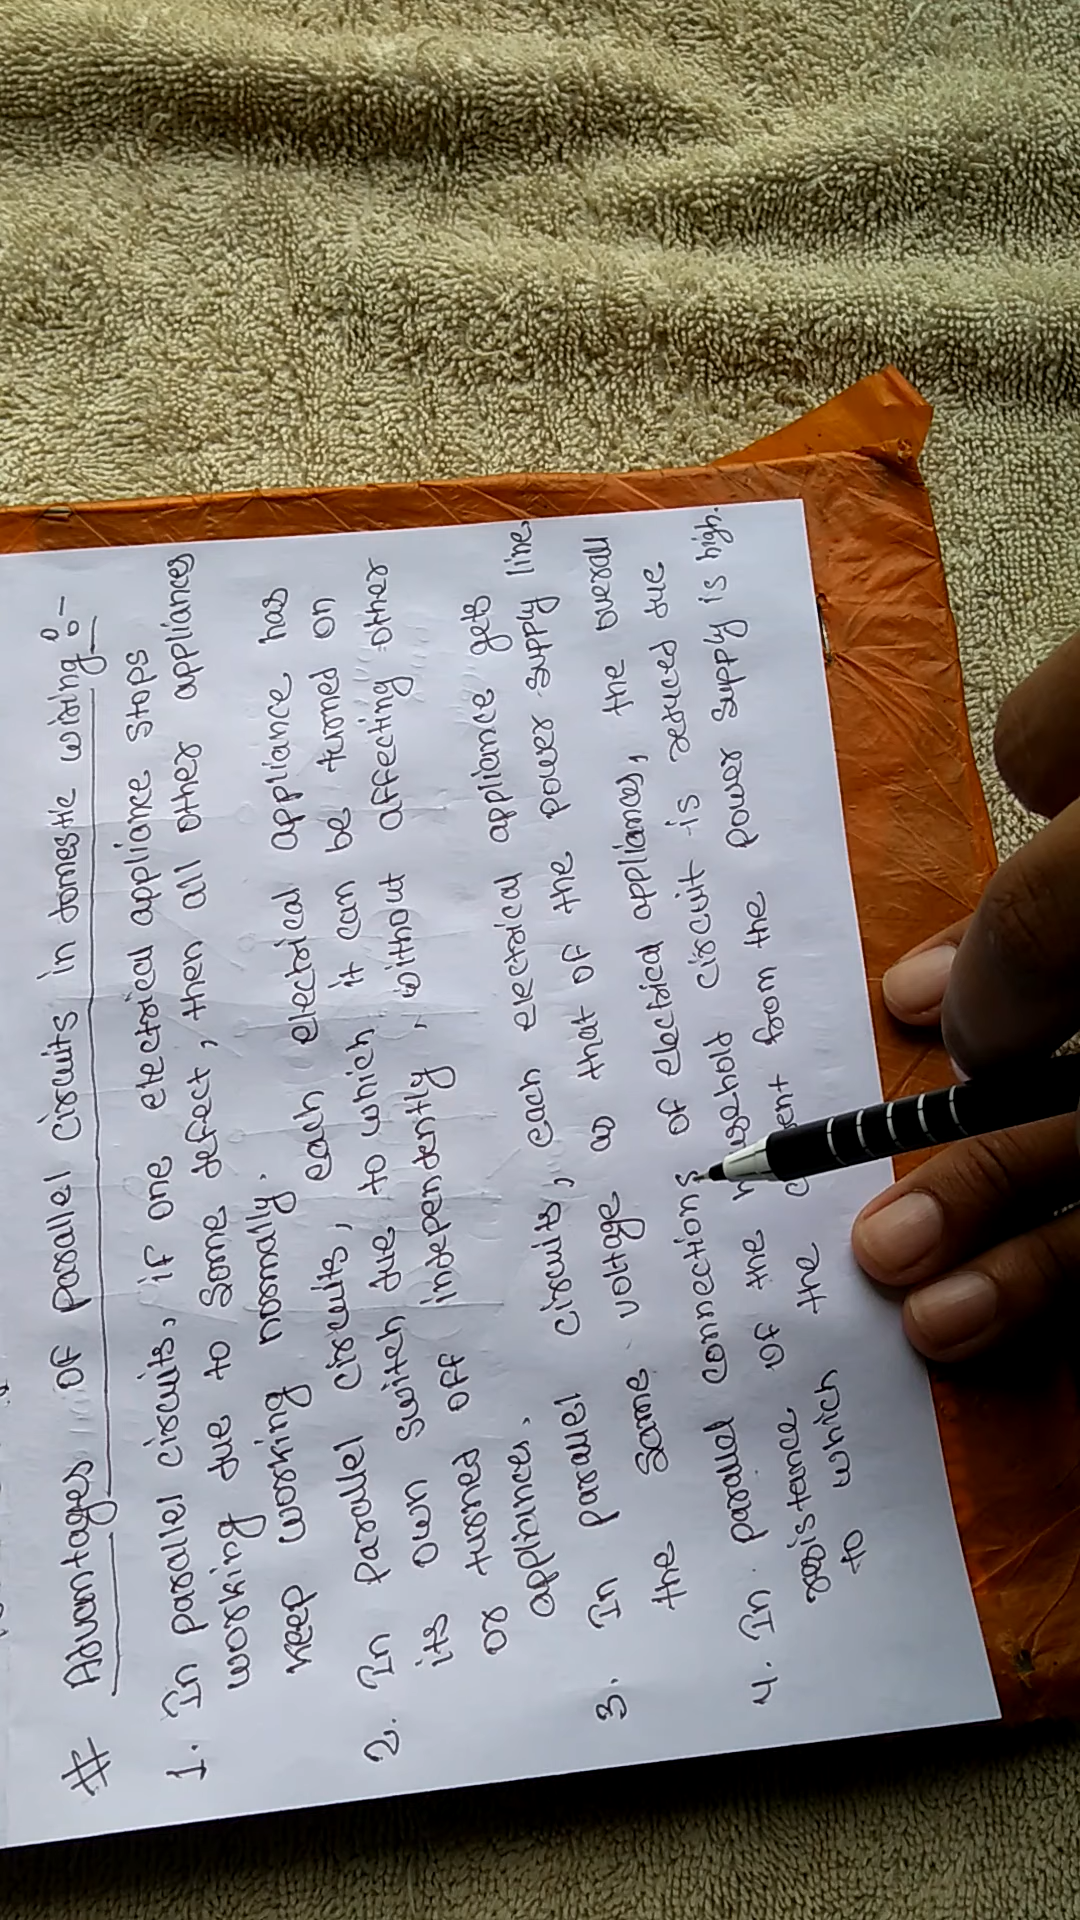 # Advantages of parallel circuits in domestic wiring :-
1. In parallel circuits, if one electrical appliance stops
working due to some defect, then all other appliances
keep working normally.
2. In parallel circuits, each electrical appliance has
its own switch due to which it can be turned on
or turned off independently, without affecting other
appliances.
3. In parallel circuits, each electrical appliance gets
the same voltage as that of the power supply line.
4. In parallel connections of electrical appliances, the overall
resistance of the household circuit is reduced due
to which the current from the power supply is high.